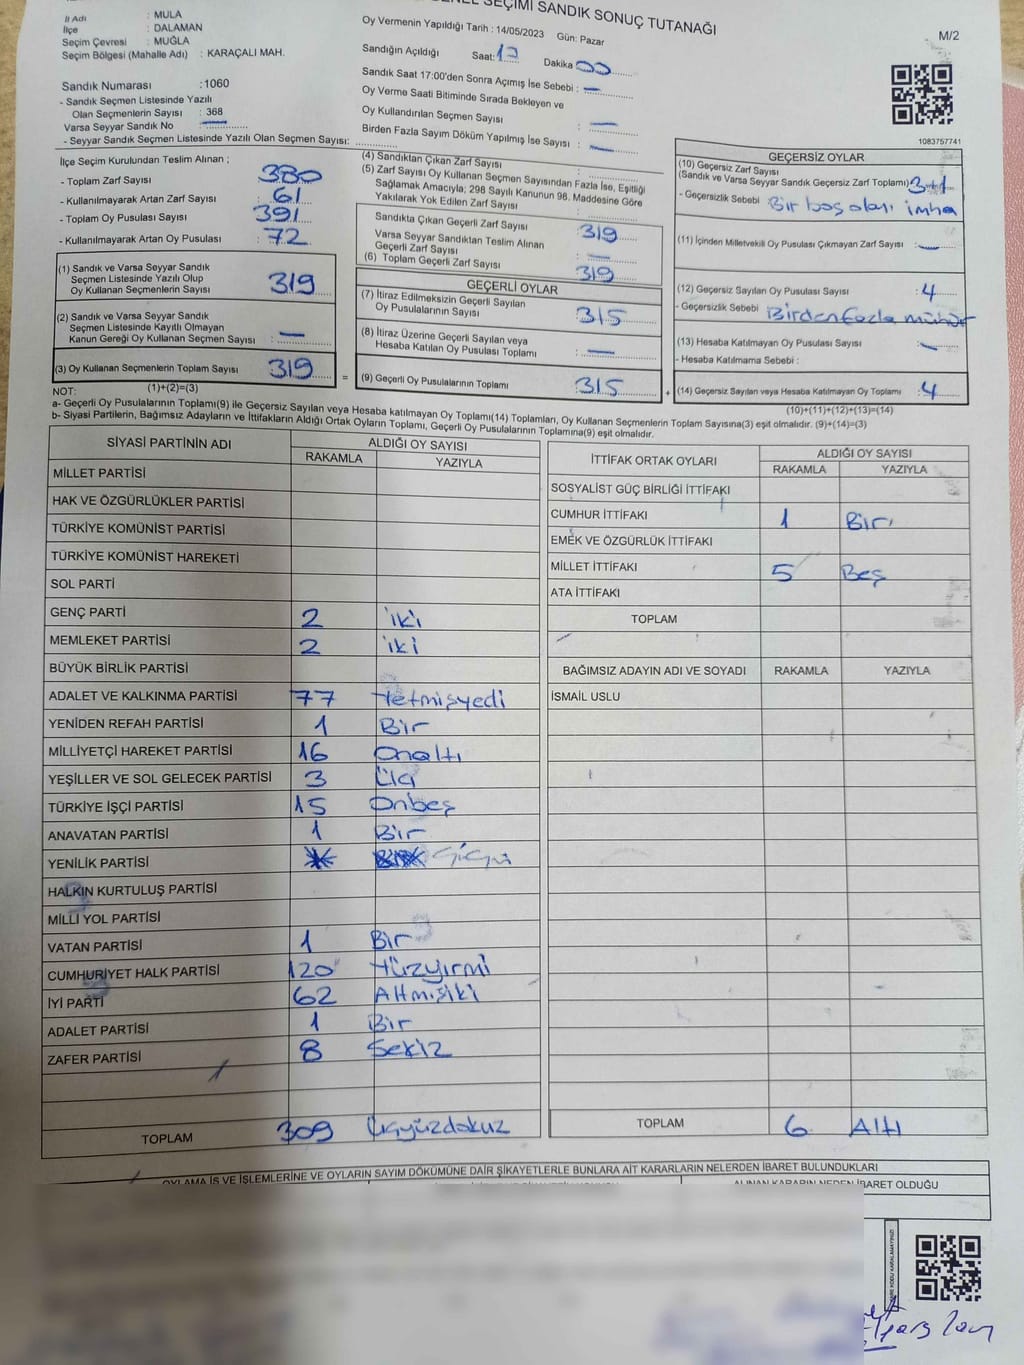 SEÇİMİ SANDIK SONUÇ TUTANAĞI
M/2
İl Adı : MULA
İlçe : DALAMAN
Seçim Çevresi : MUĞLA
Seçim Bölgesi (Mahalle Adı) : KARAÇALI MAH.
Sandık Numarası : 1060
- Sandık Seçmen Listesinde Yazılı
Olan Seçmenlerin Sayısı : 368
Varsa Seyyar Sandık No : —
- Seyyar Sandık Seçmen Listesinde Yazılı Olan Seçmen Sayısı:
Oy Vermenin Yapıldığı Tarih : 14/05/2023 Gün: Pazar
Sandığın Açıldığı Saat: 17 Dakika 00
Sandık Saat 17:00'den Sonra Açımış İse Sebebi : —
Oy Verme Saati Bitiminde Sırada Bekleyen ve
Oy Kullandırılan Seçmen Sayısı : —
Birden Fazla Sayım Döküm Yapılmış İse Sayısı : —
1083757741
İlçe Seçim Kurulundan Teslim Alınan ;
- Toplam Zarf Sayısı : 380
- Kullanılmayarak Artan Zarf Sayısı : 61
- Toplam Oy Pusulası Sayısı : 391
- Kullanılmayarak Artan Oy Pusulası : 72
(1) Sandık ve Varsa Seyyar Sandık
Seçmen Listesinde Yazılı Olup
Oy Kullanan Seçmenlerin Sayısı : 319
(2) Sandık ve Varsa Seyyar Sandık
Seçmen Listesinde Kayıtlı Olmayan
Kanun Gereği Oy Kullanan Seçmen Sayısı : —
(3) Oy Kullanan Seçmenlerin Toplam Sayısı : 319
(1)+(2)=(3)
(4) Sandıktan Çıkan Zarf Sayısı :
(5) Zarf Sayısı Oy Kullanan Seçmen Sayısından Fazla İse, Eşitliği
Sağlamak Amacıyla; 298 Sayılı Kanunun 98. Maddesine Göre
Yakılarak Yok Edilen Zarf Sayısı :
Sandıkta Çıkan Geçerli Zarf Sayısı : 319
Varsa Seyyar Sandıktan Teslim Alınan
Geçerli Zarf Sayısı : —
(6) Toplam Geçerli Zarf Sayısı : 319
GEÇERLİ OYLAR
(7) İtiraz Edilmeksizin Geçerli Sayılan
Oy Pusulalarının Sayısı : 315
(8) İtiraz Üzerine Geçerli Sayılan veya
Hesaba Katılan Oy Pusulası Toplamı : —
= (9) Geçerli Oy Pusulalarının Toplamı : 315
GEÇERSİZ OYLAR
(10) Geçersiz Zarf Sayısı
(Sandık ve Varsa Seyyar Sandık Geçersiz Zarf Toplamı) : 3+1
- Geçersizlik Sebebi : Bir boş olanı imha
(11) İçinden Milletvekili Oy Pusulası Çıkmayan Zarf Sayısı : —
(12) Geçersiz Sayılan Oy Pusulası Sayısı : 4
- Geçersizlik Sebebi : Birden fazla mühür
(13) Hesaba Katılmayan Oy Pusulası Sayısı : —
- Hesaba Katılmama Sebebi :
+ (14) Geçersiz Sayılan veya Hesaba Katılmayan Oy Toplamı : 4
(10)+(11)+(12)+(13)=(14)
NOT:
a- Geçerli Oy Pusulalarının Toplamı(9) ile Geçersiz Sayılan veya Hesaba katılmayan Oy Toplamı(14) Toplamları, Oy Kullanan Seçmenlerin Toplam Sayısına(3) eşit olmalıdır. (9)+(14)=(3)
b- Siyasi Partilerin, Bağımsız Adayların ve İttifakların Aldığı Ortak Oyların Toplamı, Geçerli Oy Pusulalarının Toplamına(9) eşit olmalıdır.
SİYASİ PARTİNİN ADI ALDIĞI OY SAYISI
RAKAMLA YAZIYLA
MİLLET PARTİSİ
HAK VE ÖZGÜRLÜKLER PARTİSİ
TÜRKİYE KOMÜNİST PARTİSİ
TÜRKİYE KOMÜNİST HAREKETİ
SOL PARTİ
GENÇ PARTİ 2 iki
MEMLEKET PARTİSİ 2 iki
BÜYÜK BİRLİK PARTİSİ
ADALET VE KALKINMA PARTİSİ 77 Yetmişyedi
YENİDEN REFAH PARTİSİ 1 Bir
MİLLİYETÇİ HAREKET PARTİSİ 16 Onaltı
YEŞİLLER VE SOL GELECEK PARTİSİ 3 Üç
TÜRKİYE İŞÇİ PARTİSİ 15 Onbeş
ANAVATAN PARTİSİ 1 Bir
YENİLİK PARTİSİ
HALKIN KURTULUŞ PARTİSİ
MİLLİ YOL PARTİSİ
VATAN PARTİSİ 1 Bir
CUMHURİYET HALK PARTİSİ 120 Yüzyirmi
İYİ PARTİ 62 Altmışiki
ADALET PARTİSİ 1 Bir
ZAFER PARTİSİ 8 Sekiz
TOPLAM 309 Üçyüzdokuz
İTTİFAK ORTAK OYLARI ALDIĞI OY SAYISI
RAKAMLA YAZIYLA
SOSYALİST GÜÇ BİRLİĞİ İTTİFAKI
CUMHUR İTTİFAKI 1 Bir
EMEK VE ÖZGÜRLÜK İTTİFAKI
MİLLET İTTİFAKI 5 Beş
ATA İTTİFAKI
TOPLAM
BAĞIMSIZ ADAYIN ADI VE SOYADI RAKAMLA YAZIYLA
İSMAİL USLU
TOPLAM 6 Altı
OYLAMA İŞ VE İŞLEMLERİNE VE OYLARIN SAYIM DÖKÜMÜNE DAİR ŞİKAYETLERLE BUNLARA AİT KARARLARIN NELERDEN İBARET BULUNDUKLARI
ALINAN KARARIN NEDEN İBARET OLDUĞU